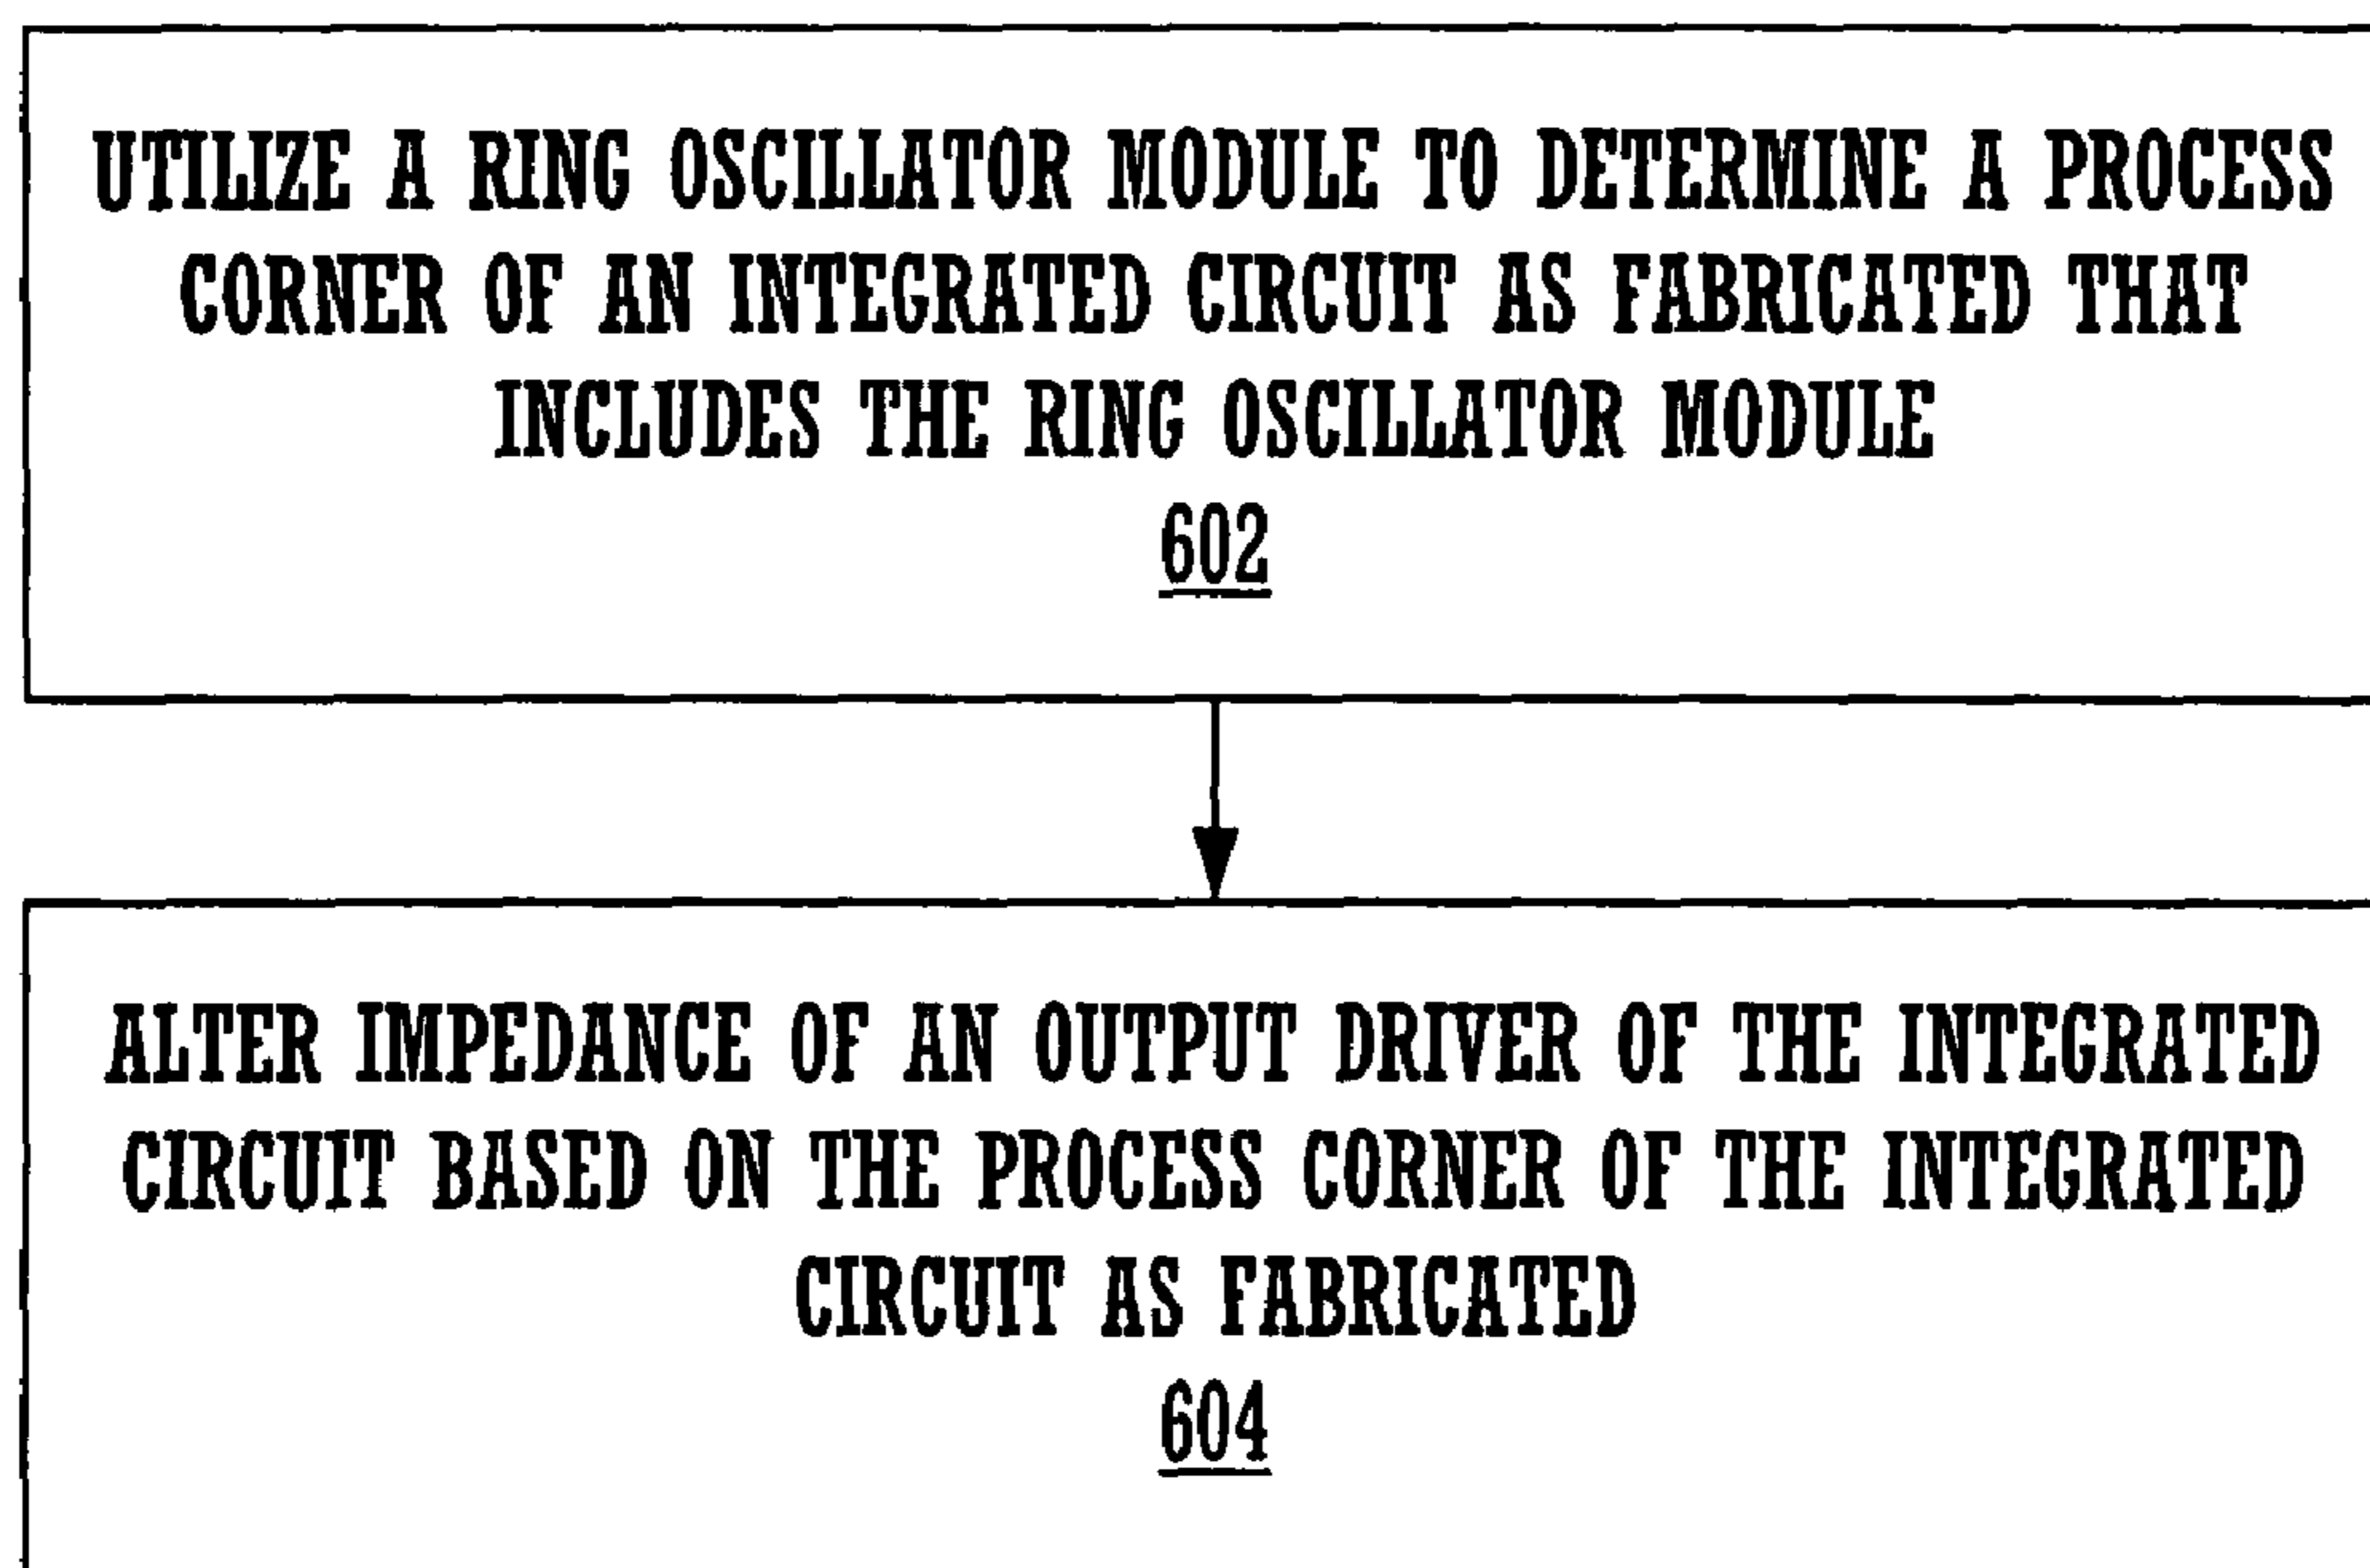 UTILIZE A RING OSCILLATOR MODULE TO DETERMINE A PROCESS
CORNER OF AN INTEGRATED CIRCUIT AS FABRICATED THAT
INCLUDES THE RING OSCILLATOR MODULE
602
ALTER IMPEDANCE OF AN OUTPUT DRIVER OF THE INTEGRATED
CIRCUIT BASED ON THE PROCESS CORNER OF THE INTEGRATED
CIRCUIT AS FABRICATED
604